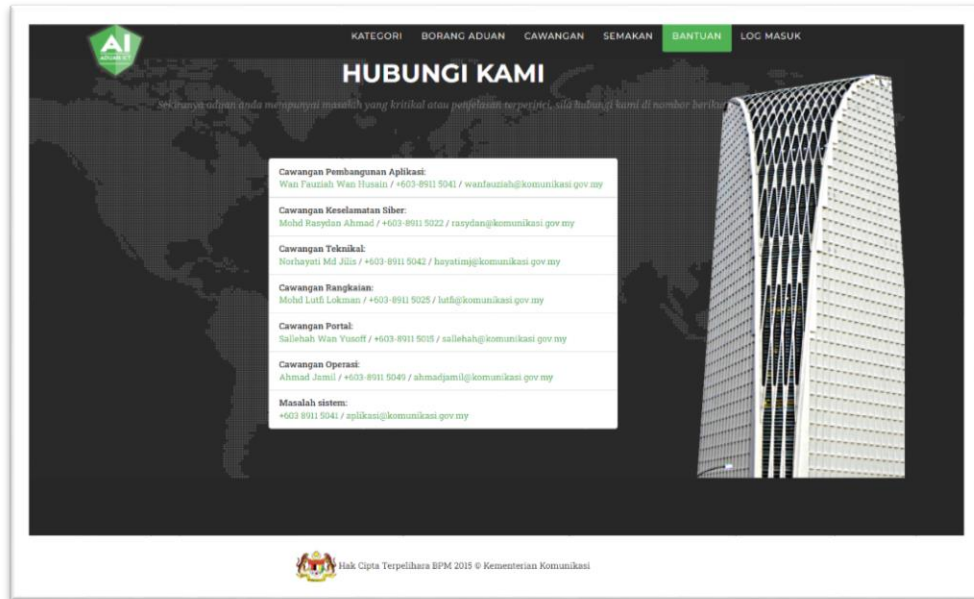 AI
ADUAN ICT
KATEGORI BORANG ADUAN CAWANGAN SEMAKAN BANTUAN LOG MASUK
HUBUNGI KAMI
Sekiranya aduan anda mempunyai masalah yang kritikal atau penjelasan terperinci, sila hubungi kami di nombor berikut
Cawangan Pembangunan Aplikasi:
Wan Fauziah Wan Husain / +603-8911 5041 / wanfauziah@komunikasi.gov.my
Cawangan Keselamatan Siber:
Mohd Rasydan Ahmad / +603-8911 5022 / rasydan@komunikasi.gov.my
Cawangan Teknikal:
Norhayati Md Jilis / +603-8911 5042 / hayatimj@komunikasi.gov.my
Cawangan Rangkaian:
Mohd Lutfi Lokman / +603-8911 5025 / lutfi@komunikasi.gov.my
Cawangan Portal:
Sallehah Wan Yusoff / +603-8911 5015 / sallehah@komunikasi.gov.my
Cawangan Operasi:
Ahmad Jamil / +603-8911 5049 / ahmadjamil@komunikasi.gov.my
Masalah sistem:
+603 8911 5041 / aplikasi@komunikasi.gov.my
Hak Cipta Terpelihara BPM 2015 © Kementerian Komunikasi